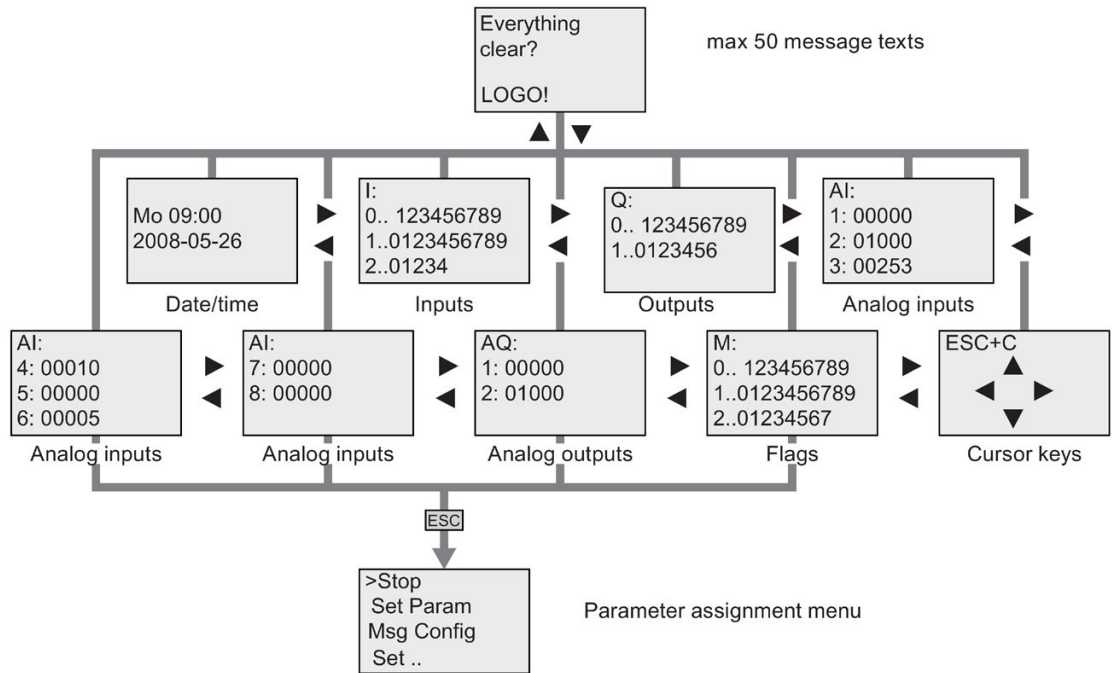 Everything
clear?
LOGO!
max 50 message texts
Mo 09:00
2008-05-26
Date/time
I:
0.. 123456789
1..0123456789
2..01234
Inputs
Q:
0.. 123456789
1..0123456
Outputs
AI:
1: 00000
2: 01000
3: 00253
Analog inputs
AI:
4: 00010
5: 00000
6: 00005
Analog inputs
AI:
7: 00000
8: 00000
Analog inputs
AQ:
1: 00000
2: 01000
Analog outputs
M:
0.. 123456789
1..0123456789
2..01234567
Flags
ESC+C
Cursor keys
ESC
>Stop
Set Param
Msg Config
Set ..
Parameter assignment menu